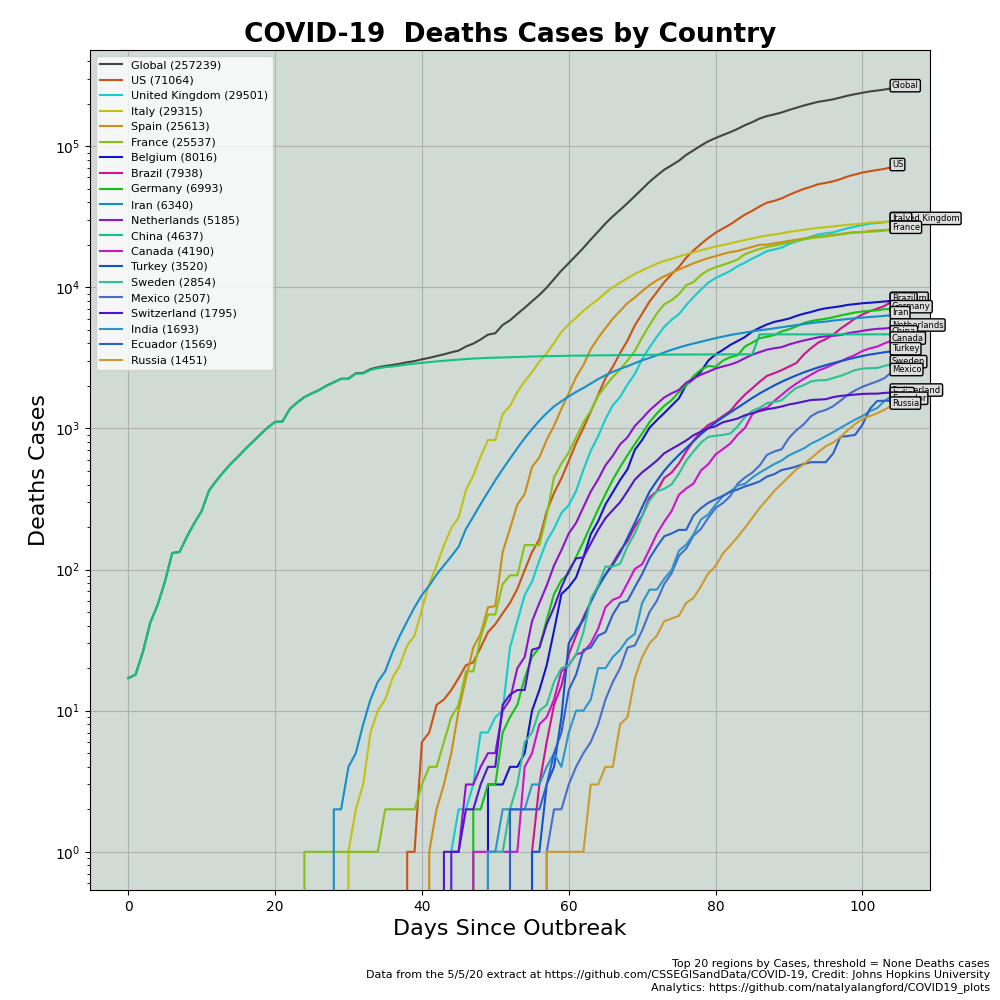 COVID-19 Deaths Cases by Country
Global (257239)
US (71064)
United Kingdom (29501)
Italy (29315)
Spain (25613)
France (25537)
Belgium (8016)
Brazil (7938)
Germany (6993)
Iran (6340)
Netherlands (5185)
China (4637)
Canada (4190)
Turkey (3520)
Sweden (2854)
Mexico (2507)
Switzerland (1795)
India (1693)
Ecuador (1569)
Russia (1451)
Global
US
Italy
Kingdom
France
Brazil
Germany
Iran
Netherlands
Canada
Turkey
Sweden
Mexico
Russia
10⁵
10⁴
10³
10²
10¹
10⁰
Deaths Cases
0 20 40 60 80 100
Days Since Outbreak
Top 20 regions by Cases, threshold = None Deaths cases
Data from the 5/5/20 extract at https://github.com/CSSEGISandData/COVID-19, Credit: Johns Hopkins University
Analytics: https://github.com/natalyalangford/COVID19_plots